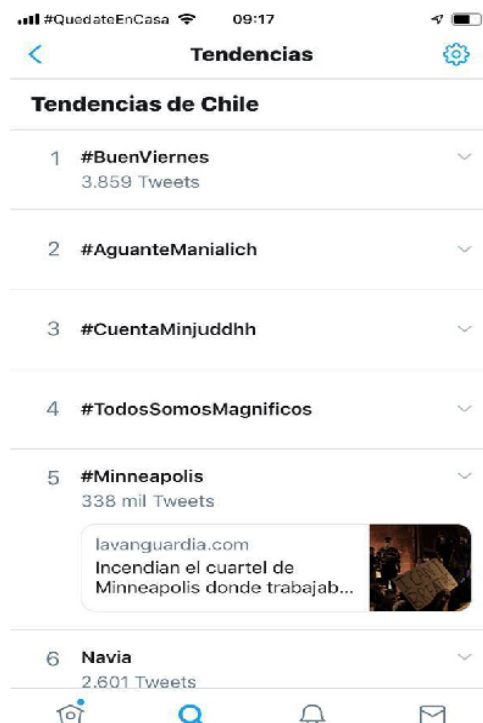 #QuedateEnCasa 09:17
Tendencias
Tendencias de Chile
1 #BuenViernes
3.859 Tweets
2 #AguanteManialich
3 #CuentaMinjuddhh
4 #TodosSomosMagnificos
5 #Minneapolis
338 mil Tweets
lavanguardia.com
Incendian el cuartel de
Minneapolis donde trabajab...
6 Navia
2.601 Tweets